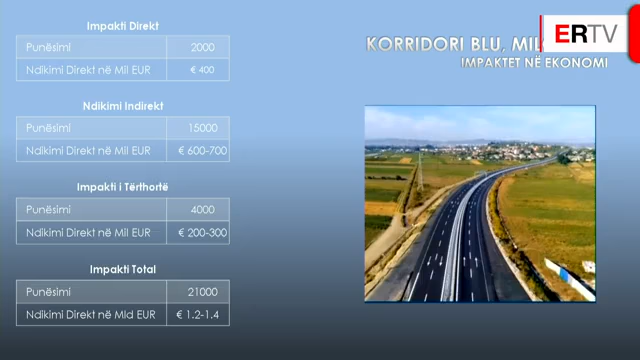 Impakti Direkt
Punësimi 2000
Ndikimi Direkt në Mil EUR € 400
Ndikimi Indirekt
Punësimi 15000
Ndikimi Direkt në Mil EUR € 600-700
Impakti i Tërthortë
Punësimi 4000
Ndikimi Direkt në Mil EUR € 200-300
Impakti Total
Punësimi 21000
Ndikimi Direkt në Mld EUR € 1.2-1.4
KORRIDORI BLU,
IMPAKTET NË EKONOMI
ERTV